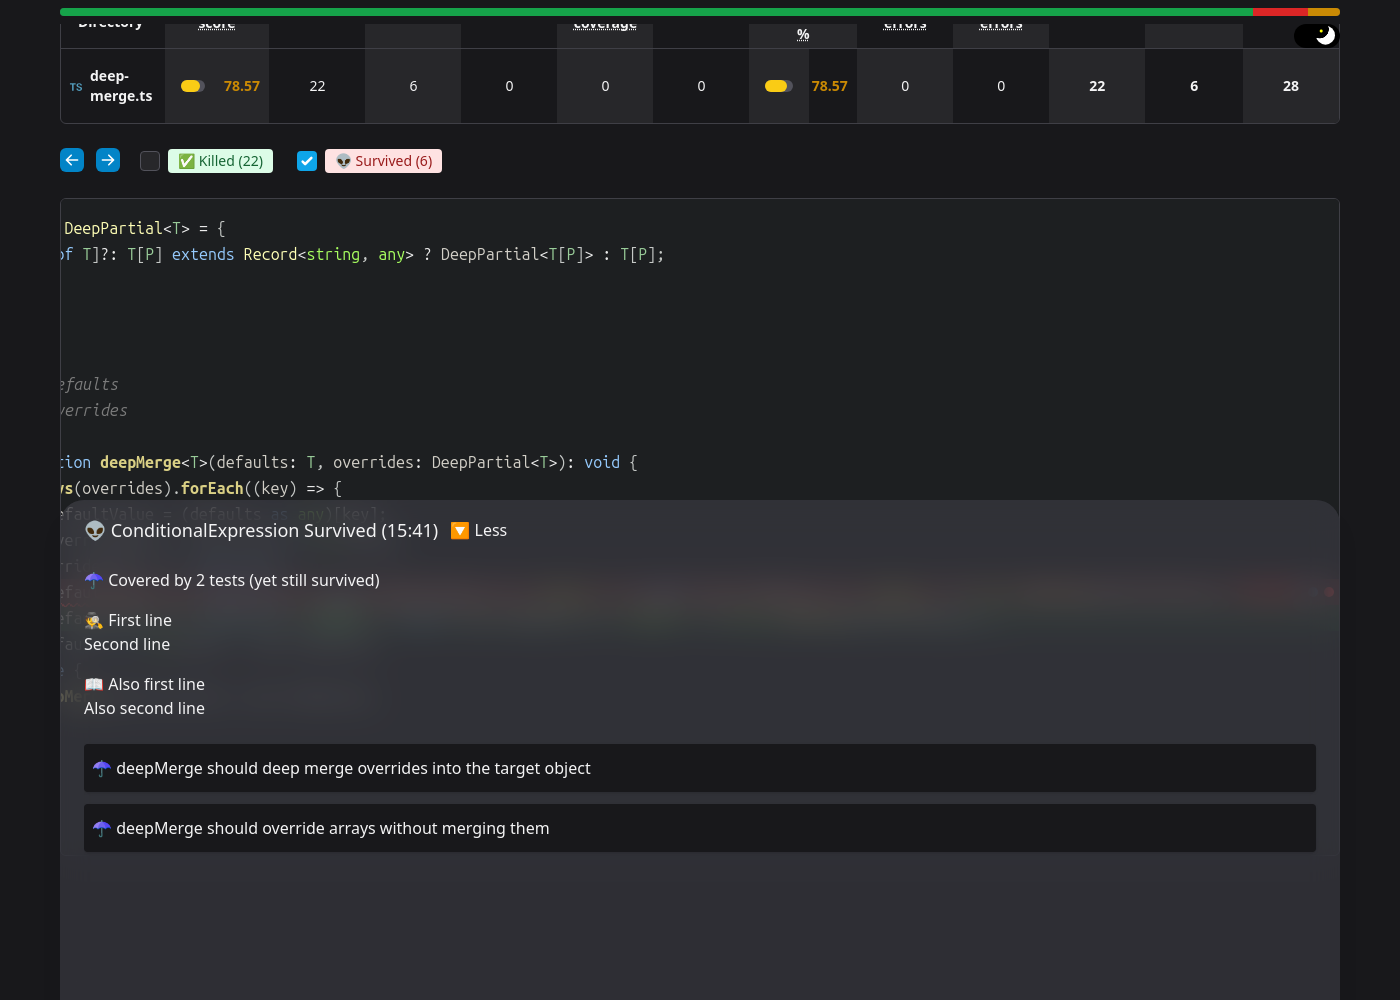 Directory score coverage % errors errors
TS deep-merge.ts 78.57 22 6 0 0 0 78.57 0 0 22 6 28
✅ Killed (22) 👽 Survived (6)
DeepPartial<T> = {
of T]?: T[P] extends Record<string, any> ? DeepPartial<T[P]> : T[P];
efaults
verrides
tion deepMerge<T>(defaults: T, overrides: DeepPartial<T>): void {
ys(overrides).forEach((key) => {
efaultValue = (defaults as any)[key];
👽 ConditionalExpression Survived (15:41) 🔽 Less
☂️ Covered by 2 tests (yet still survived)
🕵️ First line
Second line
📖 Also first line
Also second line
☂️ deepMerge should deep merge overrides into the target object
☂️ deepMerge should override arrays without merging them